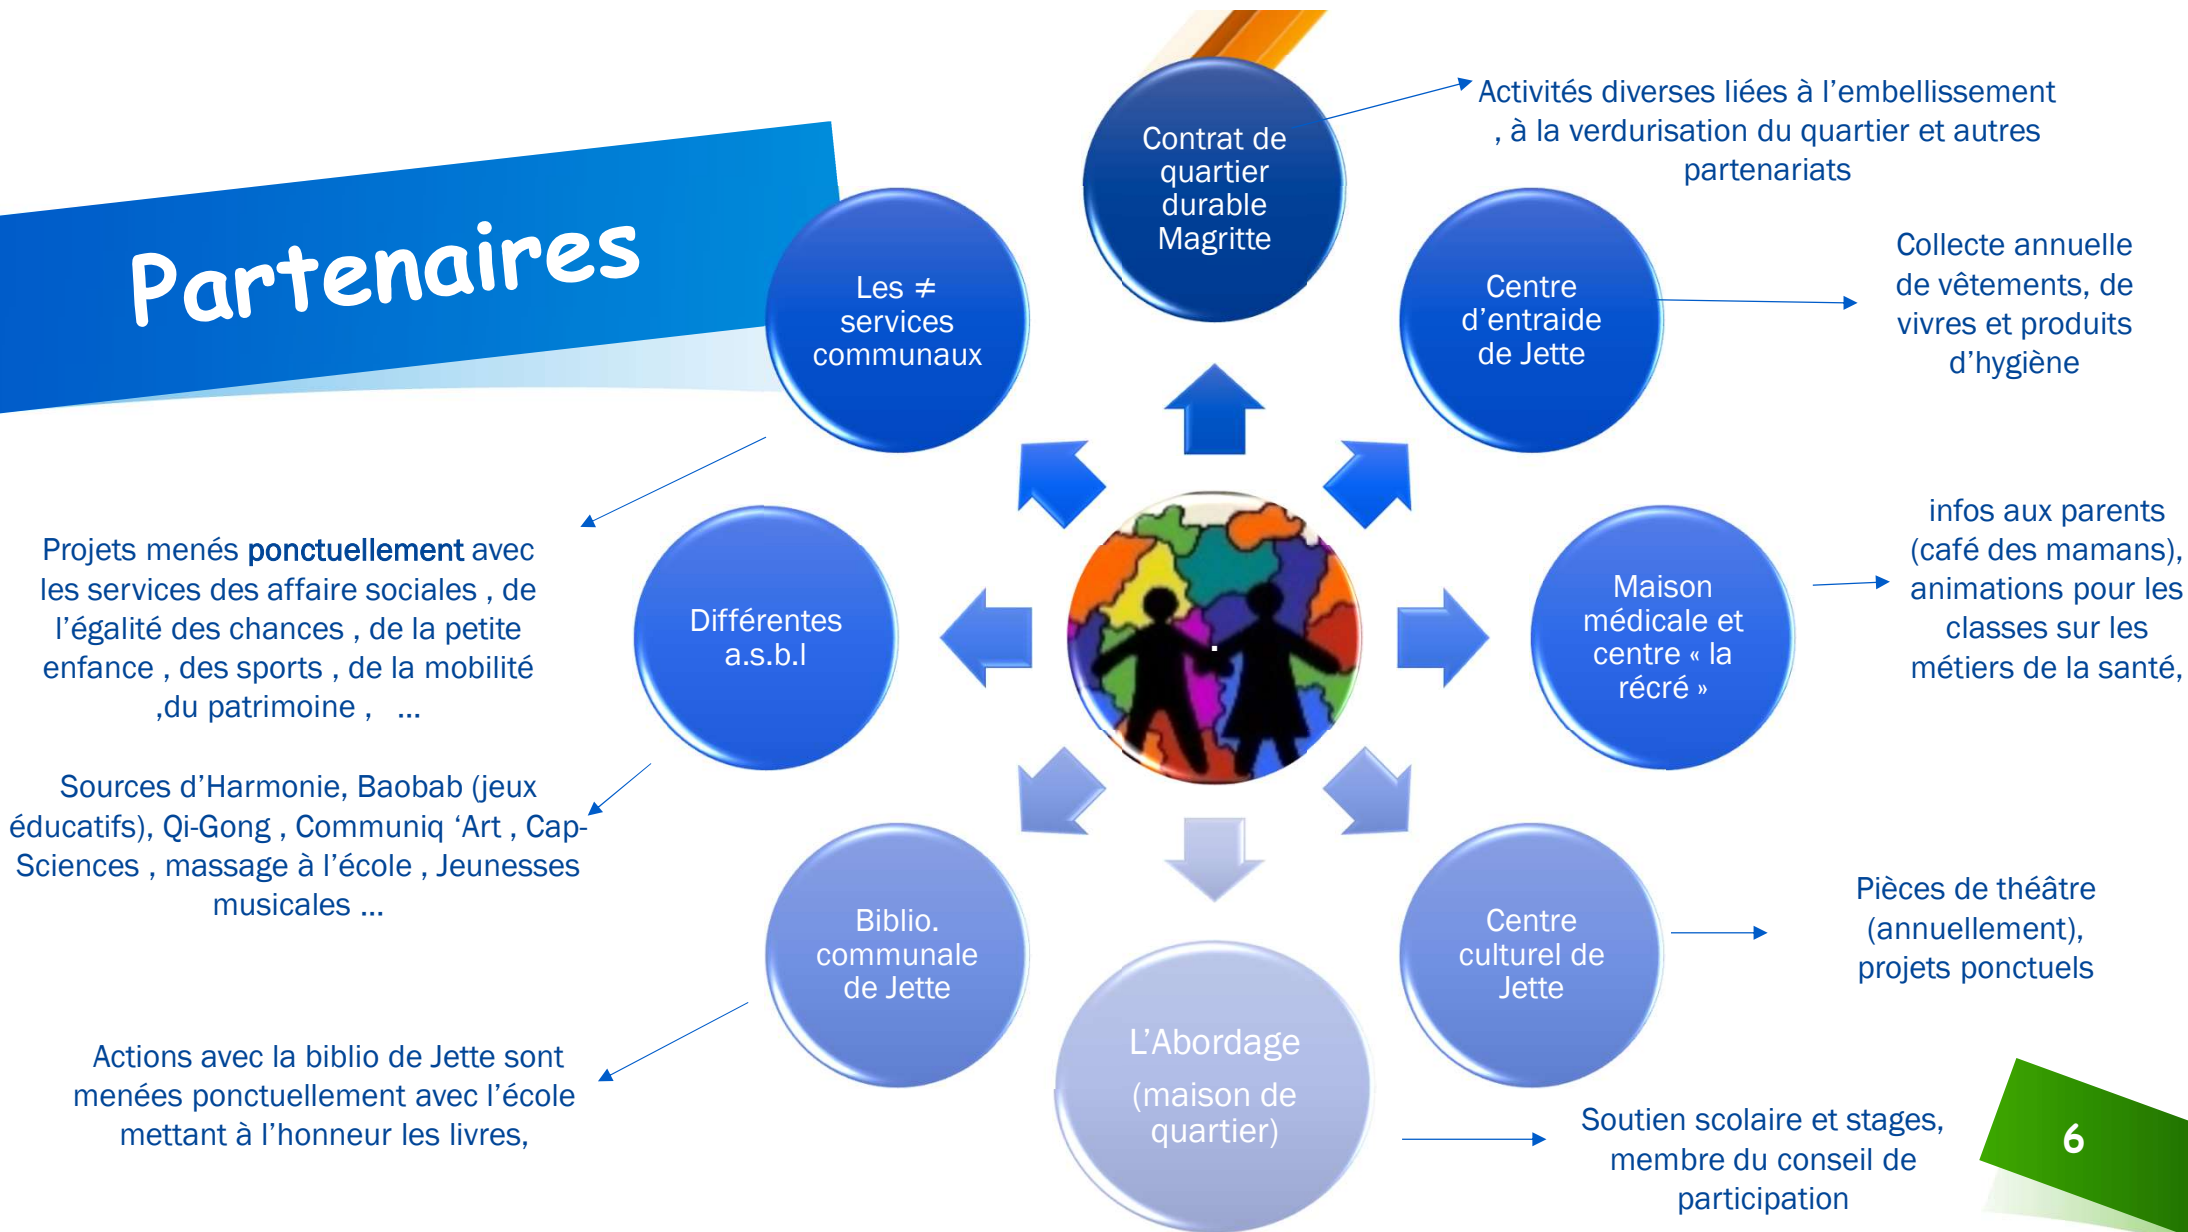 Partenaires
Contrat de
quartier
durable
Magritte
Activités diverses liées à l’embellissement
, à la verdurisation du quartier et autres
partenariats
Centre
d’entraide
de Jette
Collecte annuelle
de vêtements, de
vivres et produits
d’hygiène
Maison
médicale et
centre « la
récré »
infos aux parents
(café des mamans),
animations pour les
classes sur les
métiers de la santé,
Centre
culturel de
Jette
Pièces de théâtre
(annuellement),
projets ponctuels
L’Abordage
(maison de
quartier)
Soutien scolaire et stages,
membre du conseil de
participation
Biblio.
communale
de Jette
Actions avec la biblio de Jette sont
menées ponctuellement avec l’école
mettant à l’honneur les livres,
Différentes
a.s.b.l
Sources d’Harmonie, Baobab (jeux
éducatifs), Qi-Gong , Communiq ‘Art , Cap-
Sciences , massage à l’école , Jeunesses
musicales ...
Les ≠
services
communaux
Projets menés ponctuellement avec
les services des affaire sociales , de
l’égalité des chances , de la petite
enfance , des sports , de la mobilité
,du patrimoine , ...
.
6